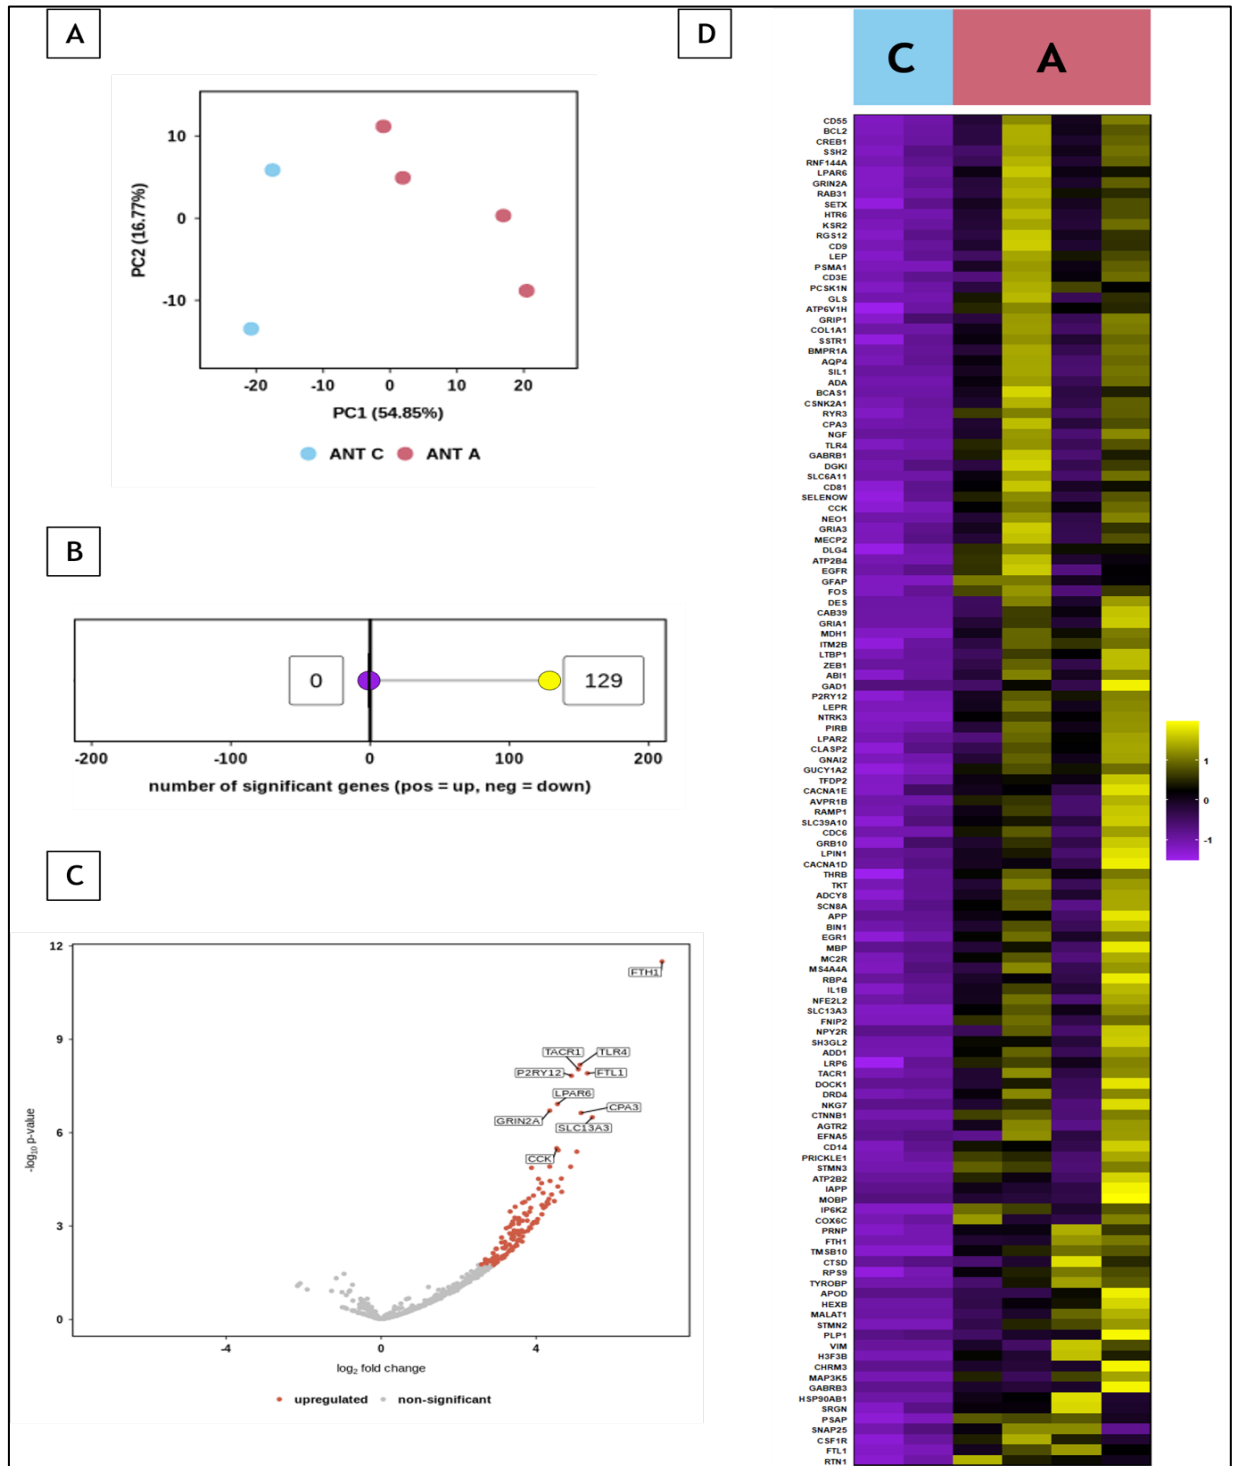 A
10
0
-10
PC2 (16.77%)
-20
-10
0
10
20
PC1 (54.85%)
ANT C
ANT A
B
0
129
-200
-100
0
100
200
number of significant genes (pos = up, neg = down)
C
12
9
6
3
0
-log10 p-value
FTH1
TACR1
TLR4
P2RY12
FTL1
LPAR6
CPA3
GRIN2A
SLC13A3
CCK
-4
0
4
log2 fold change
upregulated
non-significant
D
C
A
CD55
BCL2
CREB1
SSH2
RNF144A
LPAR6
GRIN2A
RAB31
SETX
HTR6
KSR2
RGS12
CD9
LEP
PSMA1
CD3E
PCSK1N
GLS
ATP6V1H
GRIP1
COL1A1
SSTR1
BMPR1A
AQP4
SIL1
ADA
BCAS1
CSNK2A1
RYR3
CPA3
NGF
TLR4
GABRB1
DGKI
SLC6A11
CD81
SELENOW
CCK
NEO1
GRIA3
MECP2
DLG4
ATP2B4
EGFR
GFAP
FOS
DES
CAB39
GRIA1
MDH1
ITM2B
LTBP1
ZEB1
ABI1
GAD1
P2RY12
LEPR
NTRK3
PIRB
LPAR2
CLASP2
GNAI2
GUCY1A2
TFDP2
CACNA1E
AVPR1B
RAMP1
SLC39A10
CDC6
GRB10
LPIN1
CACNA1D
THRB
TKT
ADCY8
SCN8A
APP
BIN1
EGR1
MBP
MC2R
MS4A4A
RBP4
IL1B
NFE2L2
SLC13A3
FNIP2
NPY2R
SH3GL2
ADD1
LRP6
TACR1
DOCK1
DRD4
NKG7
CTNNB1
AGTR2
EFNA5
CD14
PRICKLE1
STMN3
ATP2B2
IAPP
MOBP
IP6K2
COX6C
PRNP
FTH1
TMSB10
CTSD
RPS9
TYROBP
APOD
HEXB
MALAT1
STMN2
PLP1
VIM
H3F3B
CHRM3
MAP3K5
GABRB3
HSP90AB1
SRGN
PSAP
SNAP25
CSF1R
FTL1
RTN1
1
0
-1